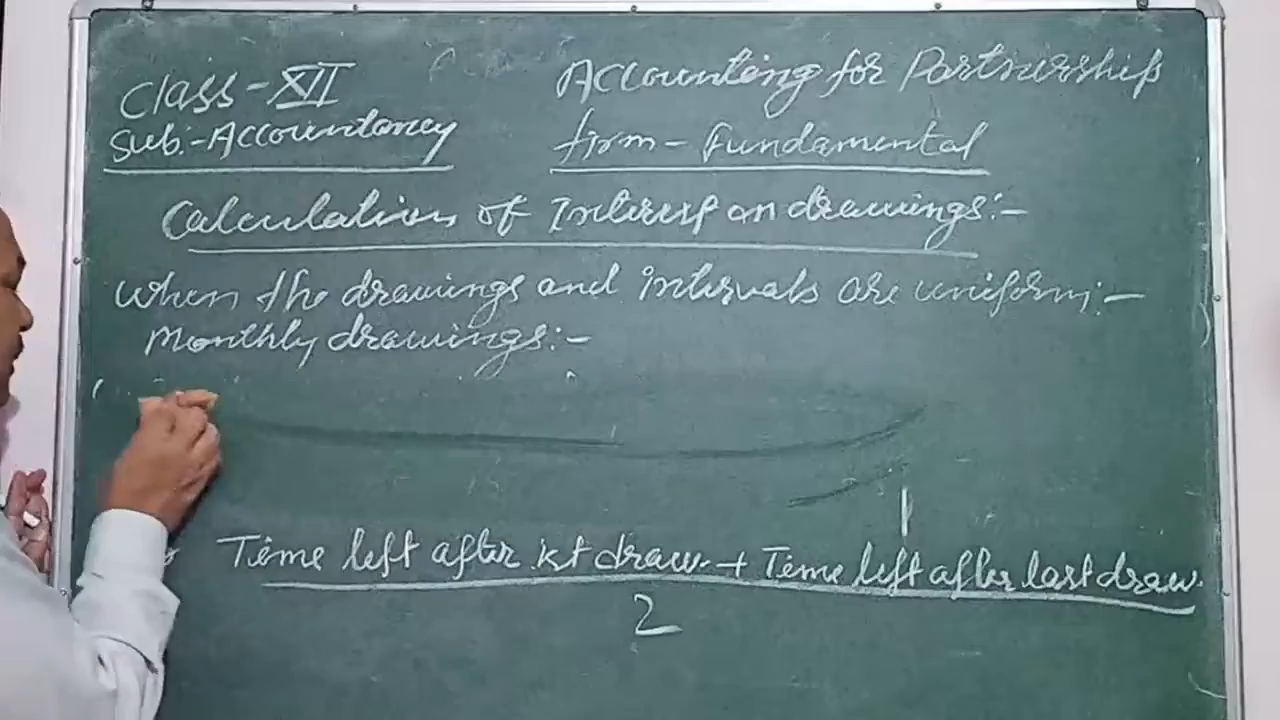 Class-XII
Sub:-Accountancy
Accounting for Partnership
firm - Fundamental
Calculation of Interest on drawings:-
When the drawings and intervals are uniform:-
Monthly drawings:-
Time left after 1st draw. + Time left after last draw.
2